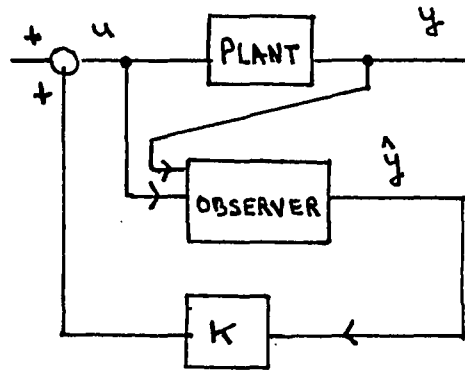 + u PLANT y
+
OBSERVER ŷ
K